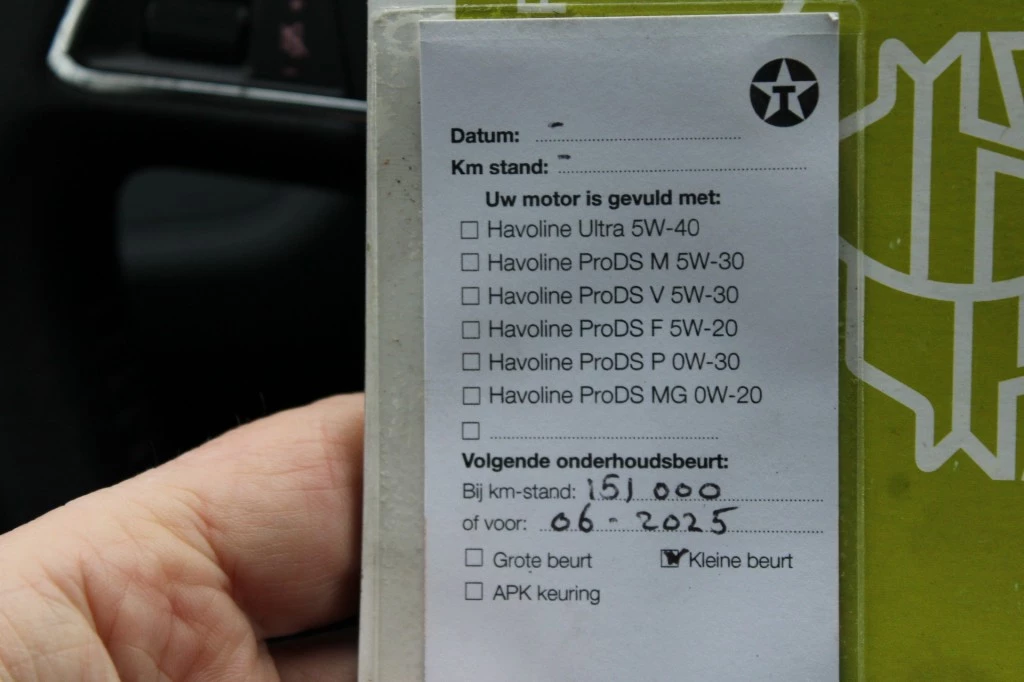 T
Datum: -
Km stand: -
Uw motor is gevuld met:
Havoline Ultra 5W-40
Havoline ProDS M 5W-30
Havoline ProDS V 5W-30
Havoline ProDS F 5W-20
Havoline ProDS P 0W-30
Havoline ProDS MG 0W-20
Volgende onderhoudsbeurt:
Bij km-stand: 151 000
of voor: 06 - 2025
Grote beurt Kleine beurt
APK keuring